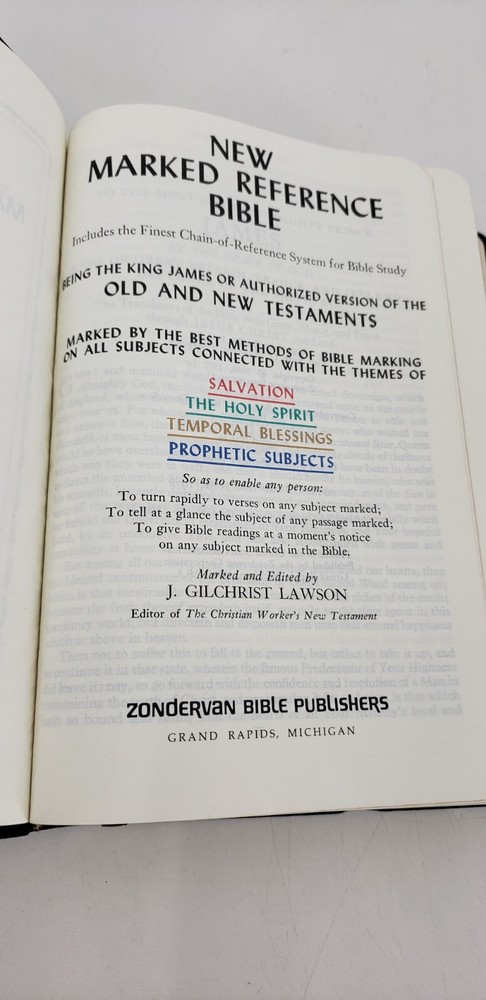 NEW
MARKED REFERENCE
BIBLE
Includes the Finest Chain-of-Reference System for Bible Study
BEING THE KING JAMES OR AUTHORIZED VERSION OF THE
OLD AND NEW TESTAMENTS
MARKED BY THE BEST METHODS OF BIBLE MARKING
ON ALL SUBJECTS CONNECTED WITH THE THEMES OF
SALVATION
THE HOLY SPIRIT
TEMPORAL BLESSINGS
PROPHETIC SUBJECTS
So as to enable any person:
To turn rapidly to verses on any subject marked;
To tell at a glance the subject of any passage marked;
To give Bible readings at a moment's notice
on any subject marked in the Bible.
Marked and Edited by
J. GILCHRIST LAWSON
Editor of The Christian Worker's New Testament
ZONDERVAN BIBLE PUBLISHERS
GRAND RAPIDS, MICHIGAN